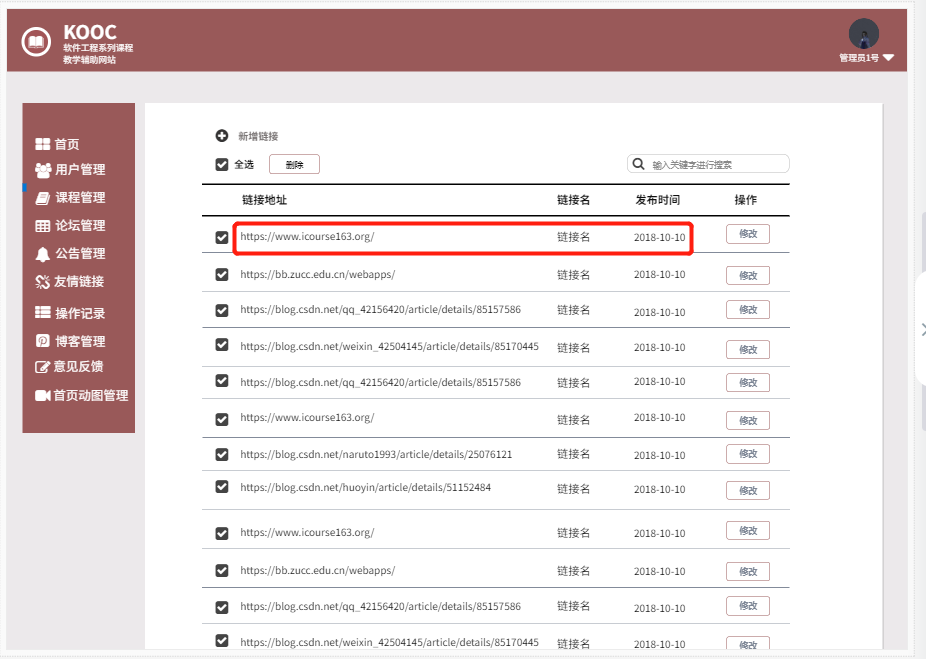 KOOC
软件工程系列课程
教学辅助网站
管理员1号
首页
用户管理
课程管理
论坛管理
公告管理
友情链接
操作记录
博客管理
意见反馈
首页动图管理
新增链接
全选 删除 输入关键字进行搜索
链接地址 链接名 发布时间 操作
https://www.icourse163.org/ 链接名 2018-10-10 修改
https://bb.zucc.edu.cn/webapps/ 链接名 2018-10-10 修改
https://blog.csdn.net/qq_42156420/article/details/85157586 链接名 2018-10-10 修改
https://blog.csdn.net/weixin_42504145/article/details/85170445 链接名 2018-10-10 修改
https://blog.csdn.net/qq_42156420/article/details/85157586 链接名 2018-10-10 修改
https://www.icourse163.org/ 链接名 2018-10-10 修改
https://blog.csdn.net/naruto1993/article/details/25076121 链接名 2018-10-10 修改
https://blog.csdn.net/huoyin/article/details/51152484 链接名 2018-10-10 修改
https://www.icourse163.org/ 链接名 2018-10-10 修改
https://bb.zucc.edu.cn/webapps/ 链接名 2018-10-10 修改
https://blog.csdn.net/qq_42156420/article/details/85157586 链接名 2018-10-10 修改
https://blog.csdn.net/weixin_42504145/article/details/85170445 链接名 2018-10-10 修改